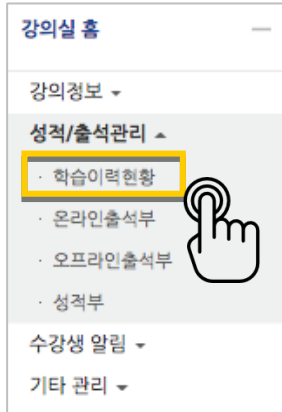 강의실 홈
강의정보
성적/출석관리
· 학습이력현황
· 온라인출석부
· 오프라인출석부
· 성적부
수강생 알림
기타 관리